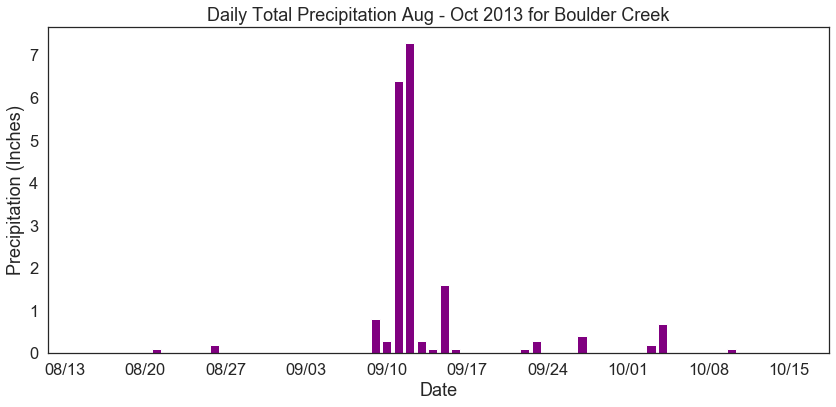 Daily Total Precipitation Aug - Oct 2013 for Boulder Creek
Precipitation (Inches)
7
6
5
4
3
2
1
0
08/13 08/20 08/27 09/03 09/10 09/17 09/24 10/01 10/08 10/15
Date